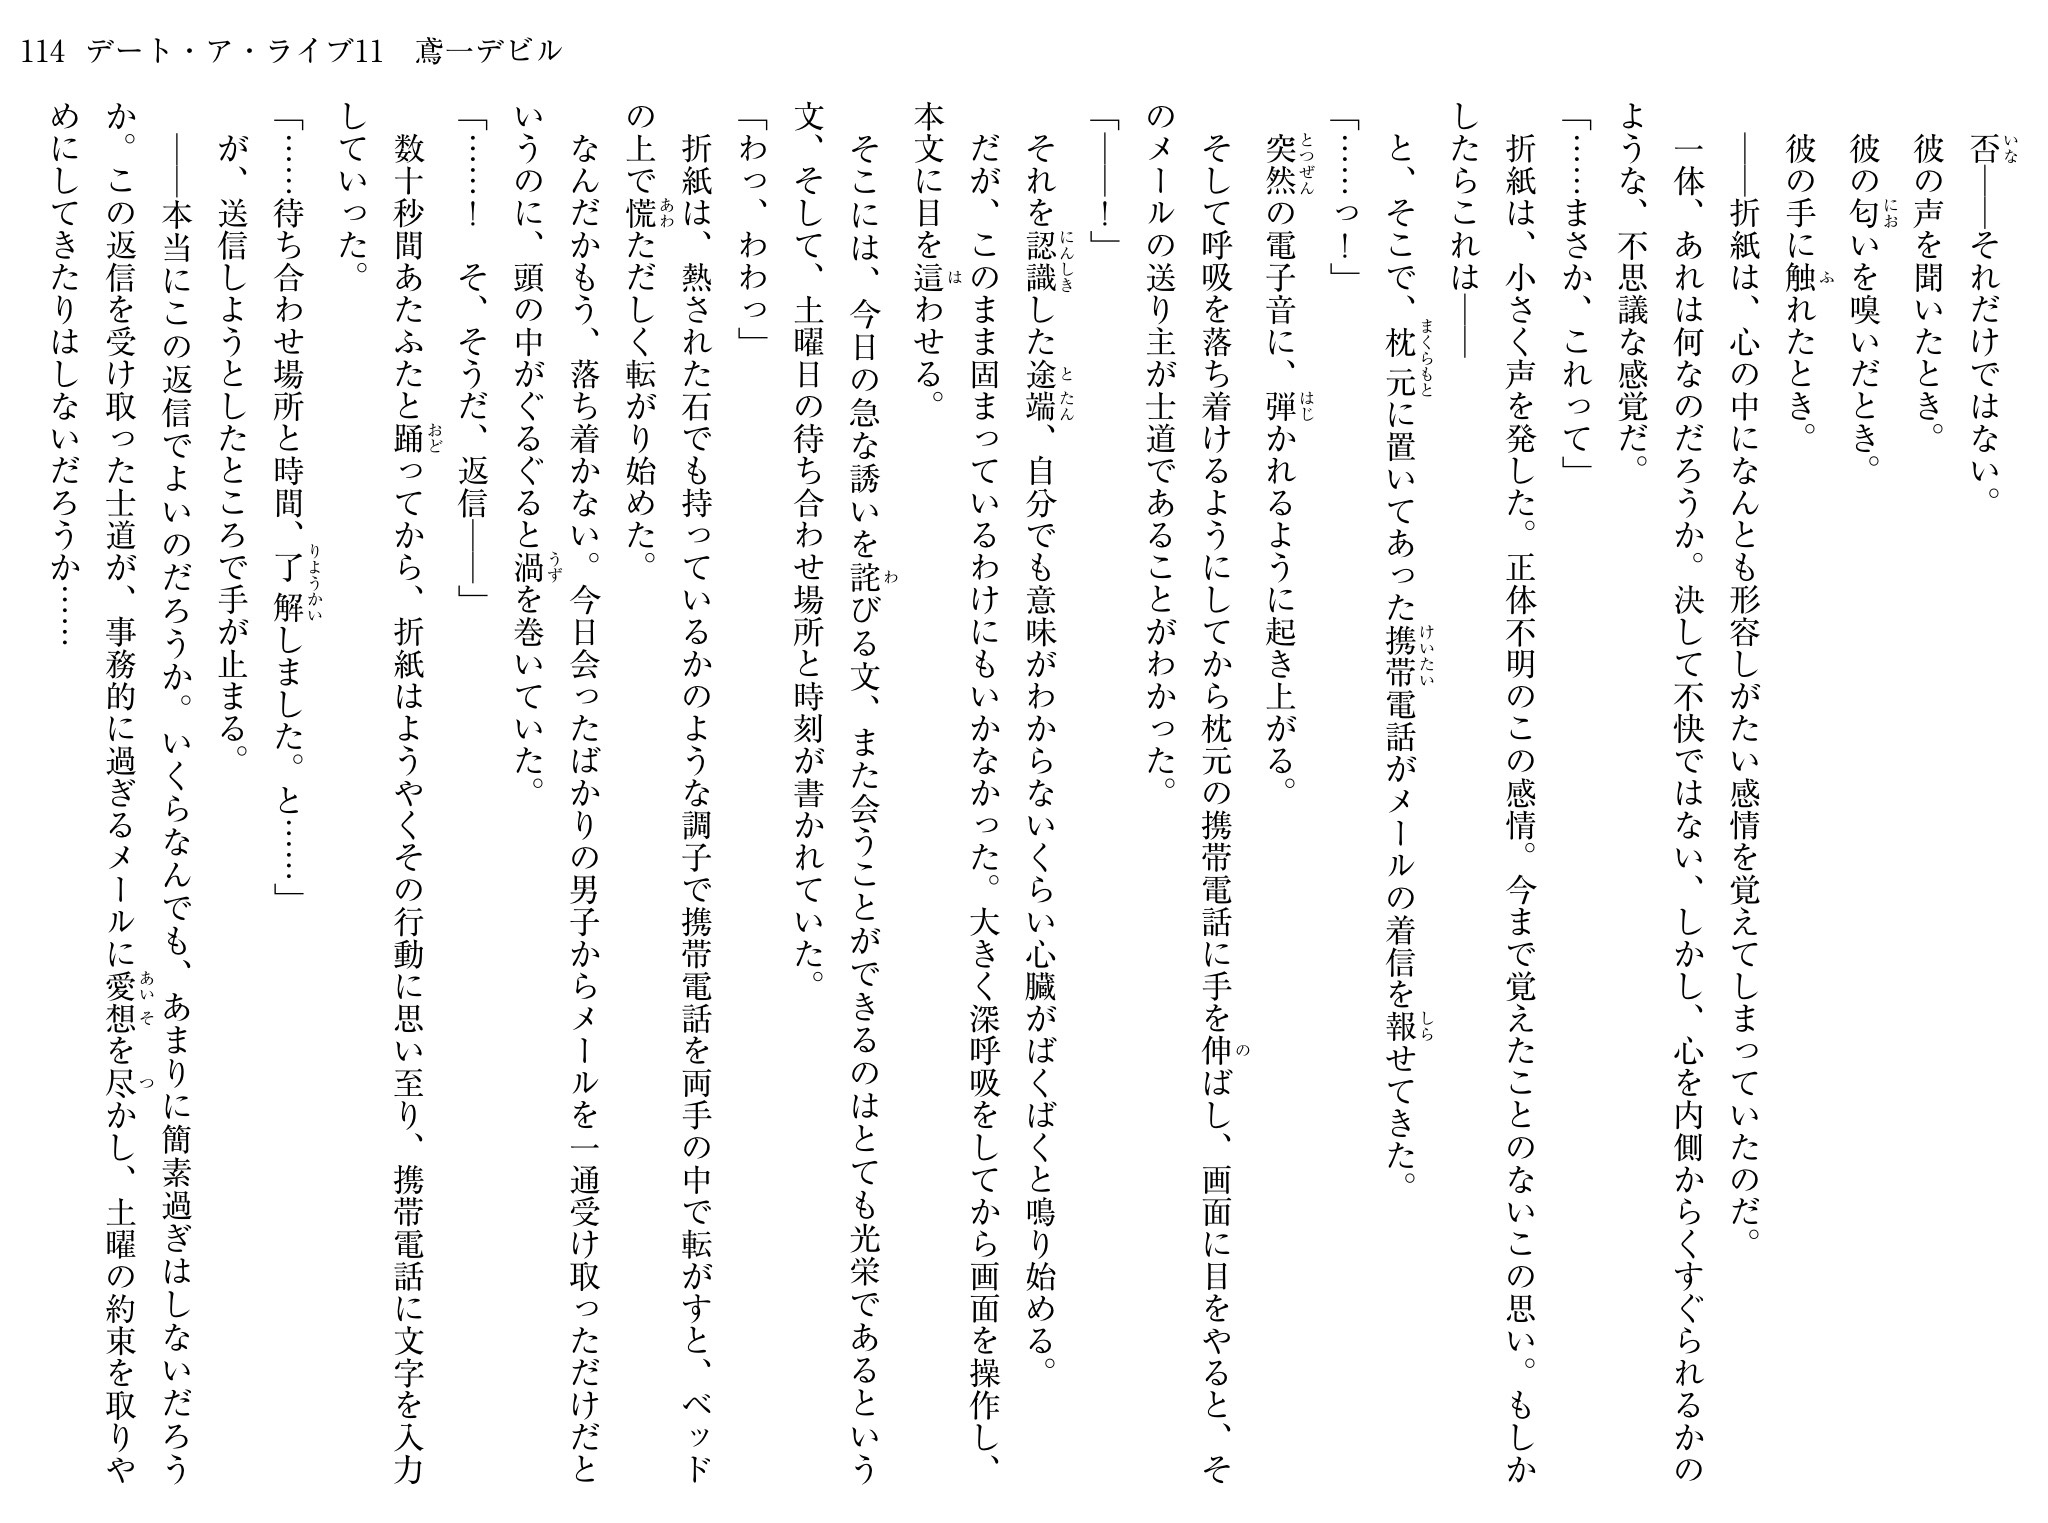 114 デート・ア・ライブ11　鳶一デビル
　否――それだけではない。
　彼の声を聞いたとき。
　彼の匂いを嗅いだとき。
　彼の手に触れたとき。
　――折紙は、心の中になんとも形容しがたい感情を覚えてしまっていたのだ。
　一体、あれは何なのだろうか。決して不快ではない、しかし、心を内側からくすぐられるかの
ような、不思議な感覚だ。
「……まさか、これって」
　折紙は、小さく声を発した。正体不明のこの感情。今まで覚えたことのないこの思い。もしか
したらこれは――
　と、そこで、枕元に置いてあった携帯電話がメールの着信を報せてきた。
「……っ！」
　突然の電子音に、弾かれるように起き上がる。
　そして呼吸を落ち着けるようにしてから枕元の携帯電話に手を伸ばし、画面に目をやると、そ
のメールの送り主が士道であることがわかった。
「――！」
　それを認識した途端、自分でも意味がわからないくらい心臓がばくばくと鳴り始める。
　だが、このまま固まっているわけにもいかなかった。大きく深呼吸をしてから画面を操作し、
本文に目を這わせる。
　そこには、今日の急な誘いを詫びる文、また会うことができるのはとても光栄であるという
文、そして、土曜日の待ち合わせ場所と時刻が書かれていた。
「わっ、わわっ」
　折紙は、熱された石でも持っているかのような調子で携帯電話を両手の中で転がすと、ベッド
の上で慌ただしく転がり始めた。
　なんだかもう、落ち着かない。今日会ったばかりの男子からメールを一通受け取っただけだと
いうのに、頭の中がぐるぐると渦を巻いていた。
「……！　そ、そうだ、返信――」
　数十秒間あたふたと踊ってから、折紙はようやくその行動に思い至り、携帯電話に文字を入力
していった。
「……待ち合わせ場所と時間、了解しました。と……」
　が、送信しようとしたところで手が止まる。
　――本当にこの返信でよいのだろうか。いくらなんでも、あまりに簡素過ぎはしないだろう
か。この返信を受け取った士道が、事務的に過ぎるメールに愛想を尽かし、土曜の約束を取りや
めにしてきたりはしないだろうか……